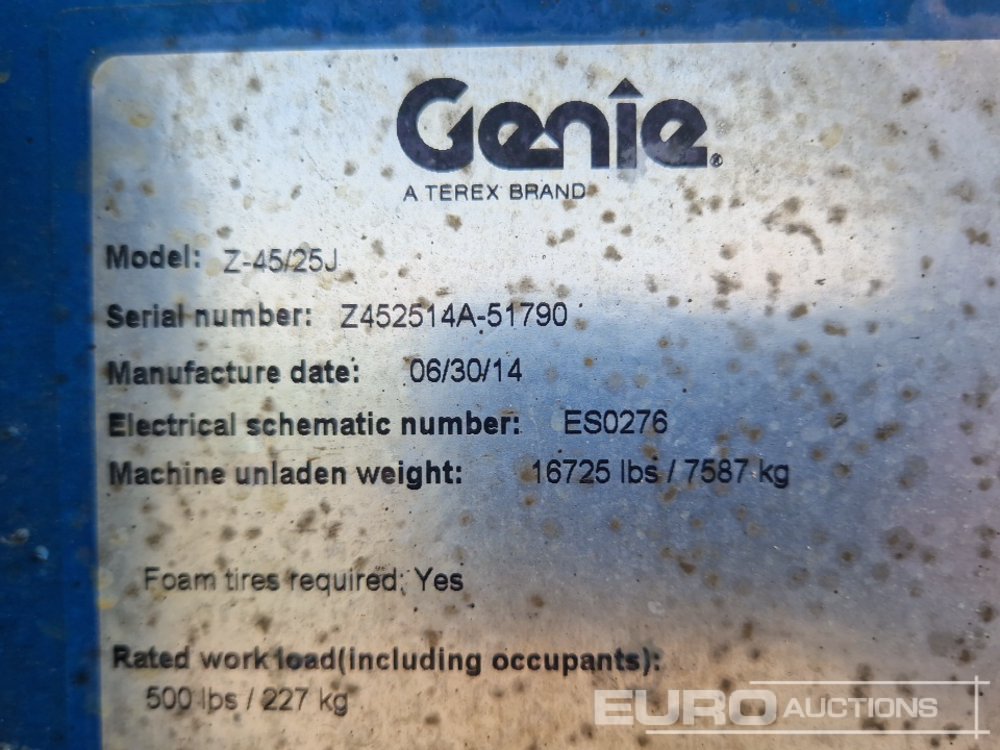 Genie®
A TEREX BRAND
Model: Z-45/25J
Serial number: Z452514A-51790
Manufacture date: 06/30/14
Electrical schematic number: ES0276
Machine unladen weight: 16725 lbs / 7587 kg
Foam tires required: Yes
Rated work load(including occupants):
500 lbs / 227 kg
EURO AUCTIONS